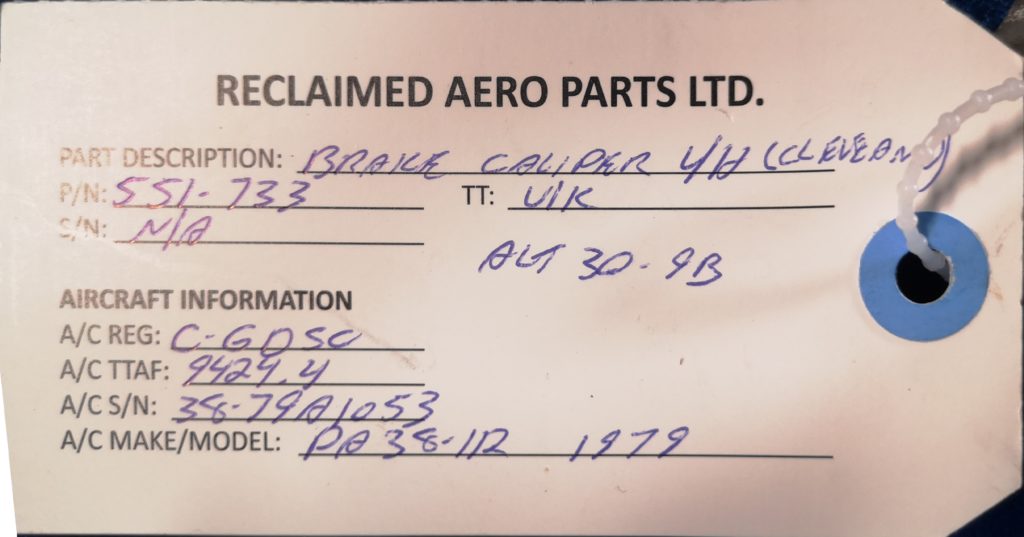 RECLAIMED AERO PARTS LTD.
PART DESCRIPTION: BRAKE CALIPER L/H (CLEVEAND)
P/N: 551-733 TT: U/K
S/N: N/A
ALT 30-9B
AIRCRAFT INFORMATION
A/C REG: C-GDSC
A/C TTAF: 9429.4
A/C S/N: 38-79A1053
A/C MAKE/MODEL: PA38-112 1979